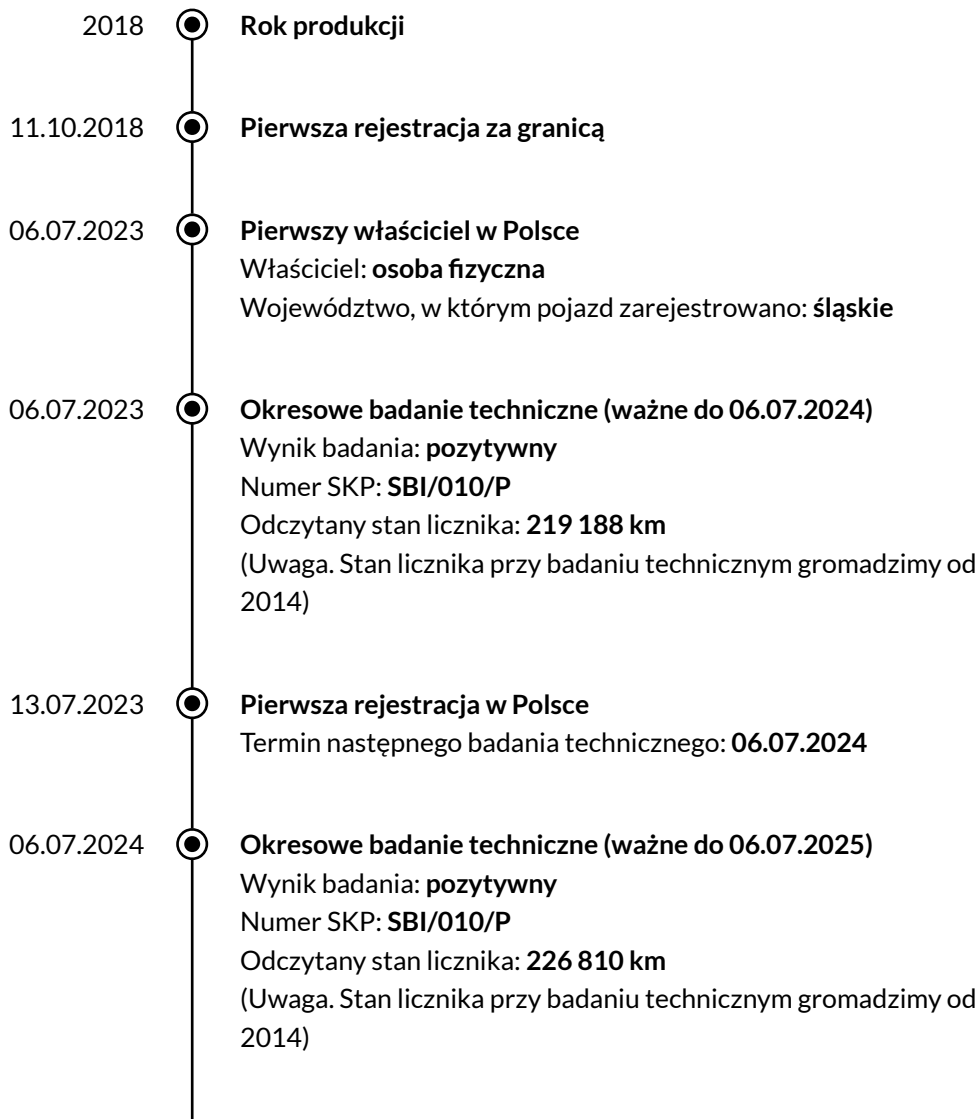 2018 Rok produkcji
11.10.2018 Pierwsza rejestracja za granicą
06.07.2023 Pierwszy właściciel w Polsce
Właściciel: osoba fizyczna
Województwo, w którym pojazd zarejestrowano: śląskie
06.07.2023 Okresowe badanie techniczne (ważne do 06.07.2024)
Wynik badania: pozytywny
Numer SKP: SBI/010/P
Odczytany stan licznika: 219 188 km
(Uwaga. Stan licznika przy badaniu technicznym gromadzimy od
2014)
13.07.2023 Pierwsza rejestracja w Polsce
Termin następnego badania technicznego: 06.07.2024
06.07.2024 Okresowe badanie techniczne (ważne do 06.07.2025)
Wynik badania: pozytywny
Numer SKP: SBI/010/P
Odczytany stan licznika: 226 810 km
(Uwaga. Stan licznika przy badaniu technicznym gromadzimy od
2014)